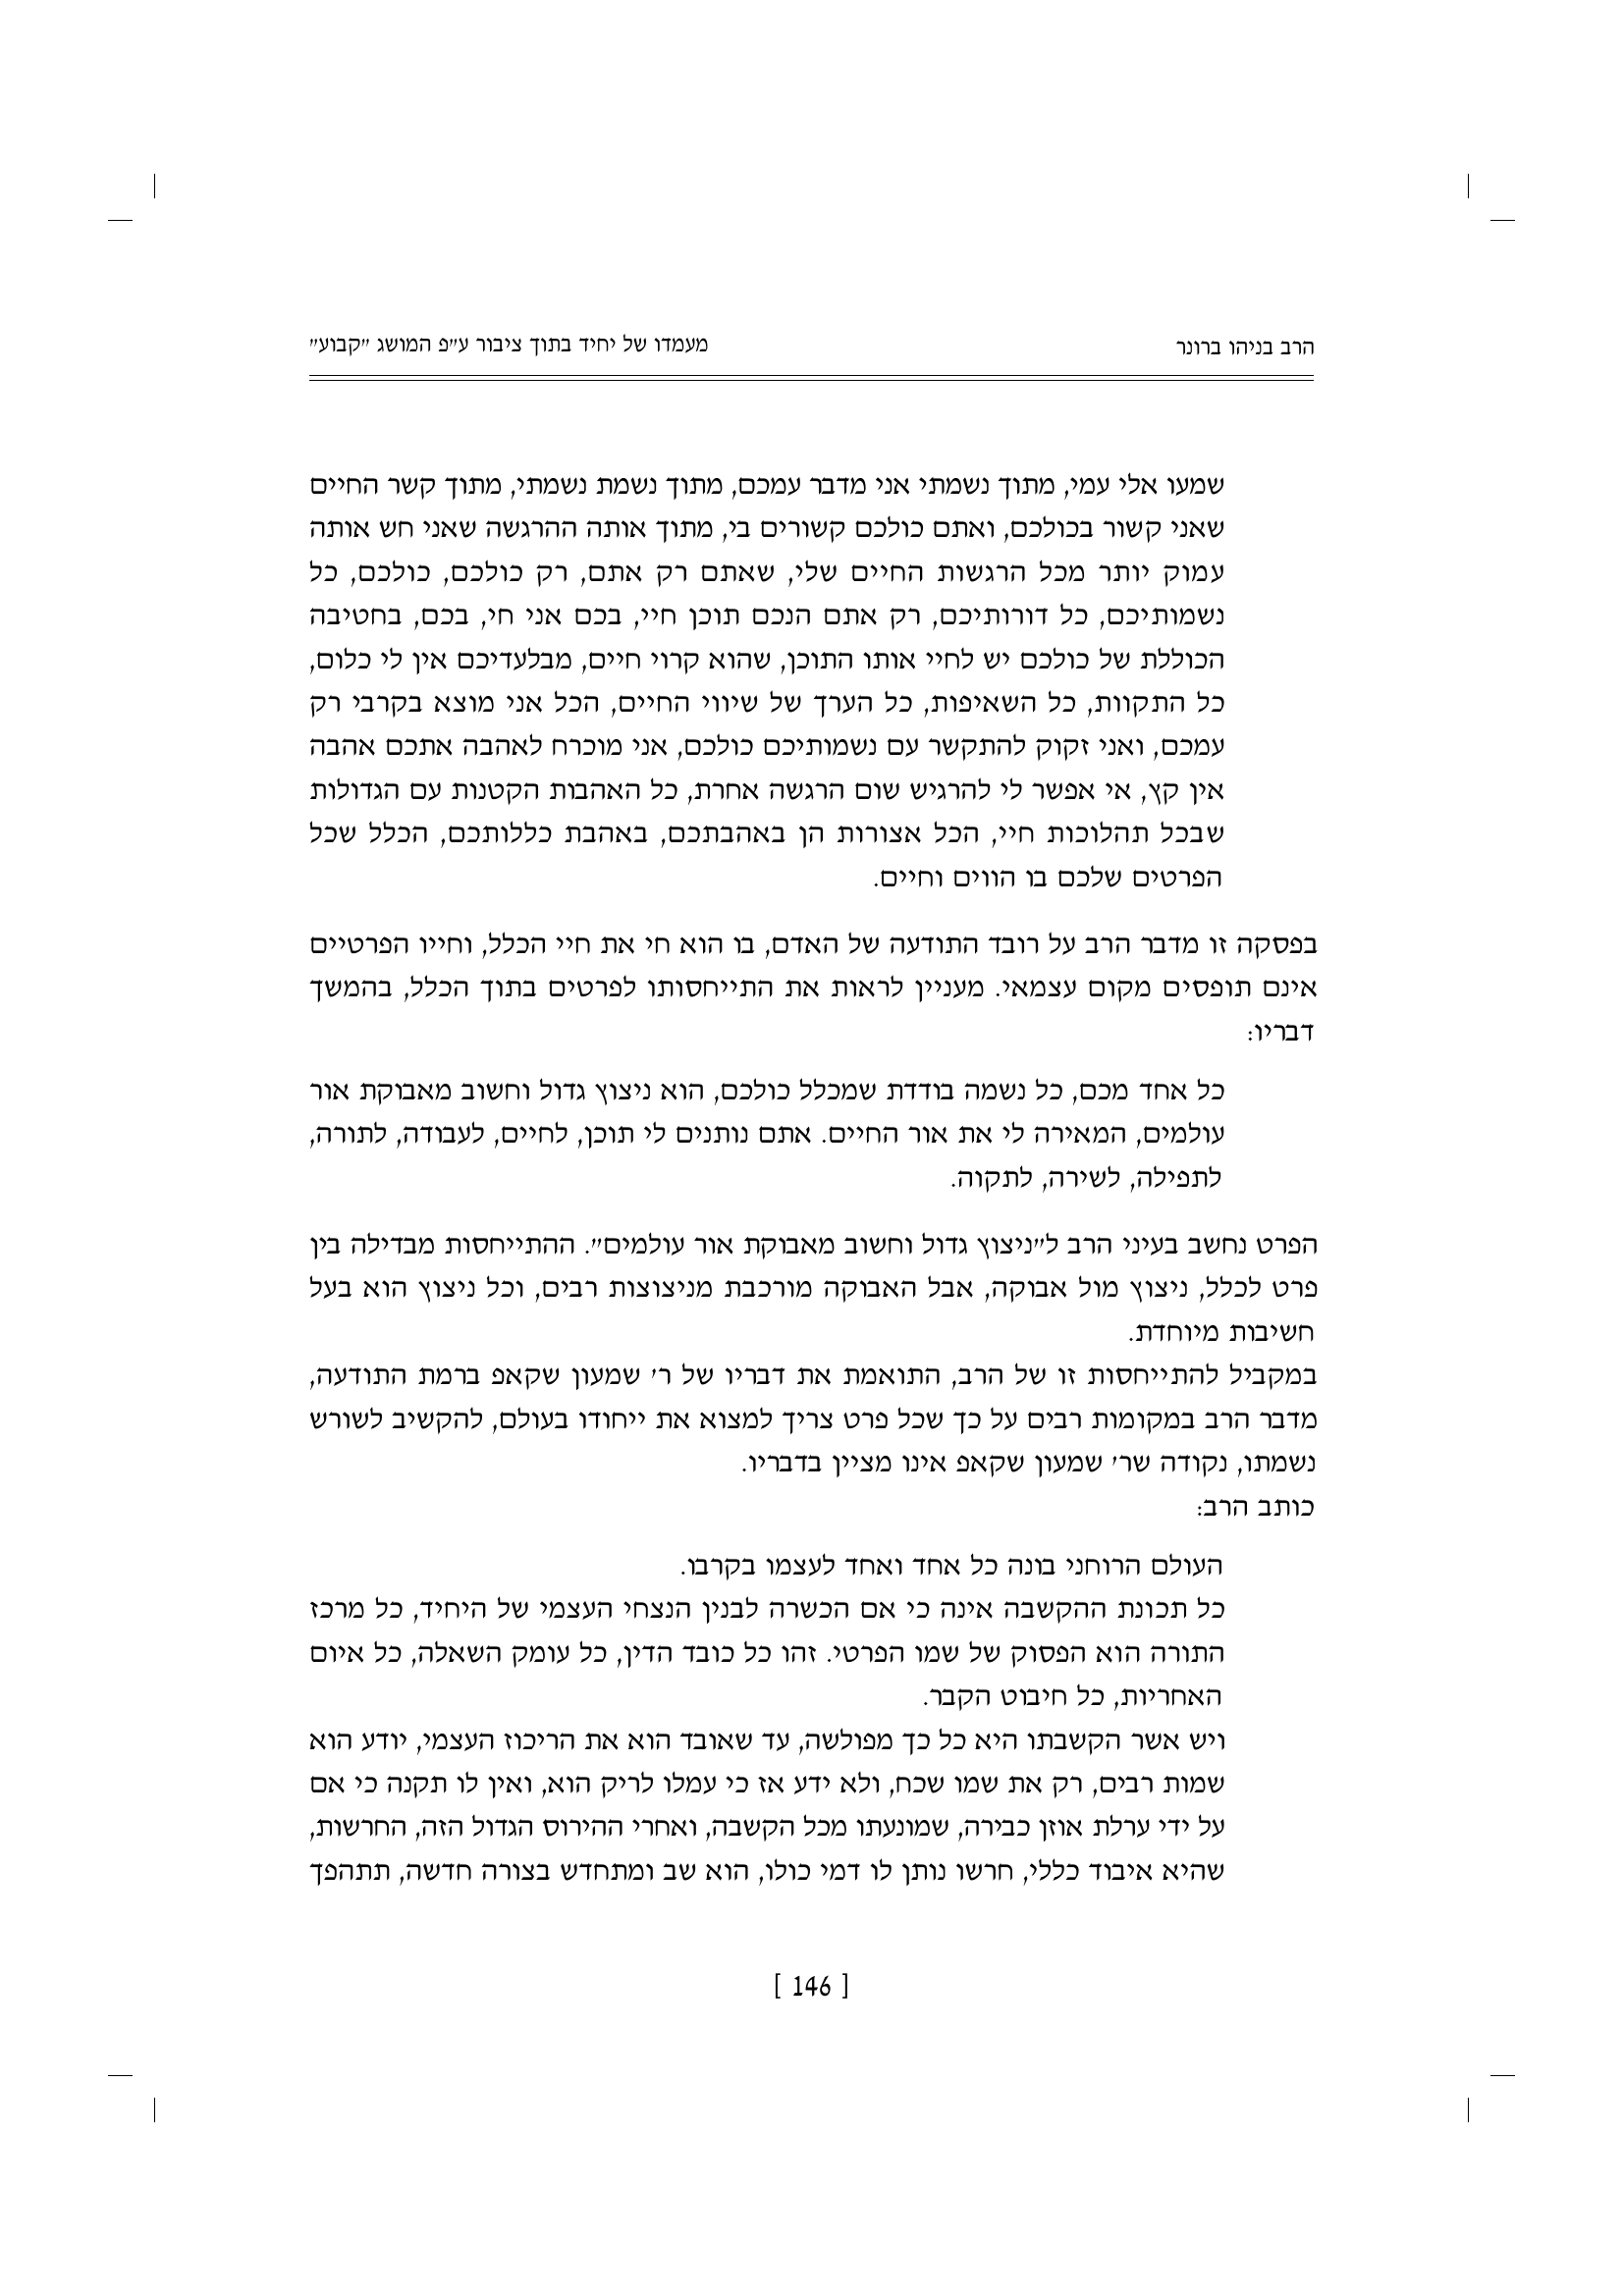 הרב בניהו ברונר
מעמדו של יחיד בתוך ציבור ע״פ המושג ״קבוע״
שמעו אלי עמי, מתוך נשמתי אני מדבר עמכם, מתוך נשמת נשמתי, מתוך קשר החיים
שאני קשור בכולכם, ואתם כולכם קשורים בי, מתוך אותה ההרגשה שאני חש אותה
עמוק יותר מכל הרגשות החיים שלי, שאתם רק אתם, רק כולכם, כולכם, כל
נשמותיכם, כל דורותיכם, רק אתם הנכם תוכן חיי, בכם אני חי, בכם, בחטיבה
הכוללת של כולכם יש לחיי אותו התוכן, שהוא קרוי חיים, מבלעדיכם אין לי כלום,
כל התקוות, כל השאיפות, כל הערך של שיווי החיים, הכל אני מוצא בקרבי רק
עמכם, ואני זקוק להתקשר עם נשמותיכם כולכם, אני מוכרח לאהבה אתכם אהבה
אין קץ, אי אפשר לי להרגיש שום הרגשה אחרת, כל האהבות הקטנות עם הגדולות
שבכל תהלוכות חיי, הכל אצורות הן באהבתכם, באהבת כללותכם, הכלל שכל
הפרטים שלכם בו הווים וחיים.
בפסקה זו מדבר הרב על רובד התודעה של האדם, בו הוא חי את חיי הכלל, וחייו הפרטיים
אינם תופסים מקום עצמאי. מעניין לראות את התייחסותו לפרטים בתוך הכלל, בהמשך
דבריו:
כל אחד מכם, כל נשמה בודדת שמכלל כולכם, הוא ניצוץ גדול וחשוב מאבוקת אור
עולמים, המאירה לי את אור החיים. אתם נותנים לי תוכן, לחיים, לעבודה, לתורה,
לתפילה, לשירה, לתקוה.
הפרט נחשב בעיני הרב ל״ניצוץ גדול וחשוב מאבוקת אור עולמים״. ההתייחסות מבדילה בין
פרט לכלל, ניצוץ מול אבוקה, אבל האבוקה מורכבת מניצוצות רבים, וכל ניצוץ הוא בעל
חשיבות מיוחדת.
במקביל להתייחסות זו של הרב, התואמת את דבריו של ר׳ שמעון שקאפ ברמת התודעה,
מדבר הרב במקומות רבים על כך שכל פרט צריך למצוא את ייחודו בעולם, להקשיב לשורש
נשמתו, נקודה שר׳ שמעון שקאפ אינו מציין בדבריו.
כותב הרב:
העולם הרוחני בונה כל אחד ואחד לעצמו בקרבו.
כל תכונת ההקשבה אינה כי אם הכשרה לבנין הנצחי העצמי של היחיד, כל מרכז
התורה הוא הפסוק של שמו הפרטי. זהו כל כובד הדין, כל עומק השאלה, כל איום
האחריות, כל חיבוט הקבר.
ויש אשר הקשבתו היא כל כך מפולשה, עד שאובד הוא את הריכוז העצמי, יודע הוא
שמות רבים, רק את שמו שכח, ולא ידע אז כי עמלו לריק הוא, ואין לו תקנה כי אם
על ידי ערלת אוזן כבירה, שמונעתו מכל הקשבה, ואחרי ההירוס הגדול הזה, החרשות,
שהיא איבוד כללי, חרשו נותן לו דמי כולו, הוא שב ומתחדש בצורה חדשה, תתהפך
[ 146 ]